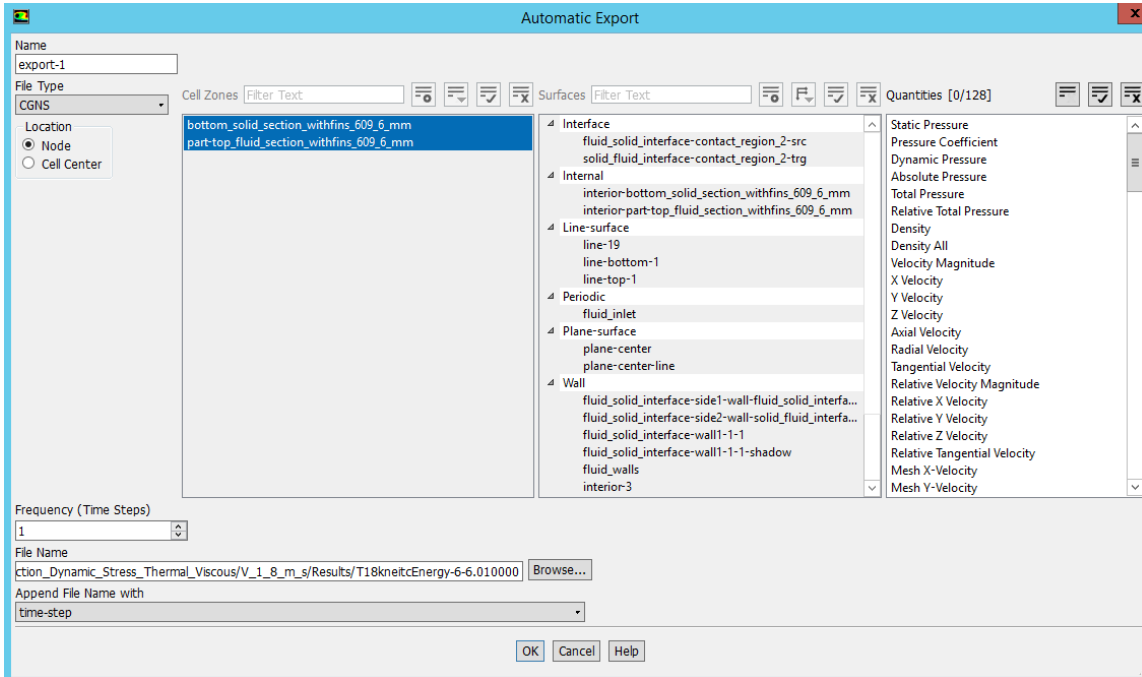 Automatic Export
x
Name
export-1
File Type
CGNS
Location
Node
Cell Center
Cell Zones Filter Text
bottom_solid_section_withfins_609_6_mm
part-top_fluid_section_withfins_609_6_mm
Surfaces Filter Text
Interface
fluid_solid_interface-contact_region_2-src
solid_fluid_interface-contact_region_2-trg
Internal
interior-bottom_solid_section_withfins_609_6_mm
interior-part-top_fluid_section_withfins_609_6_mm
Line-surface
line-19
line-bottom-1
line-top-1
Periodic
fluid_inlet
Plane-surface
plane-center
plane-center-line
Wall
fluid_solid_interface-side1-wall-fluid_solid_interfa...
fluid_solid_interface-side2-wall-solid_fluid_interfa...
fluid_solid_interface-wall1-1-1
fluid_solid_interface-wall1-1-1-shadow
fluid_walls
interior-3
Quantities [0/128]
Static Pressure
Pressure Coefficient
Dynamic Pressure
Absolute Pressure
Total Pressure
Relative Total Pressure
Density
Density All
Velocity Magnitude
X Velocity
Y Velocity
Z Velocity
Axial Velocity
Radial Velocity
Tangential Velocity
Relative Velocity Magnitude
Relative X Velocity
Relative Y Velocity
Relative Z Velocity
Relative Tangential Velocity
Mesh X-Velocity
Mesh Y-Velocity
Frequency (Time Steps)
1
File Name
ction_Dynamic_Stress_Thermal_Viscous/V_1_8_m_s/Results/T18kneitcEnergy-6-6.010000 Browse...
Append File Name with
time-step
OK Cancel Help